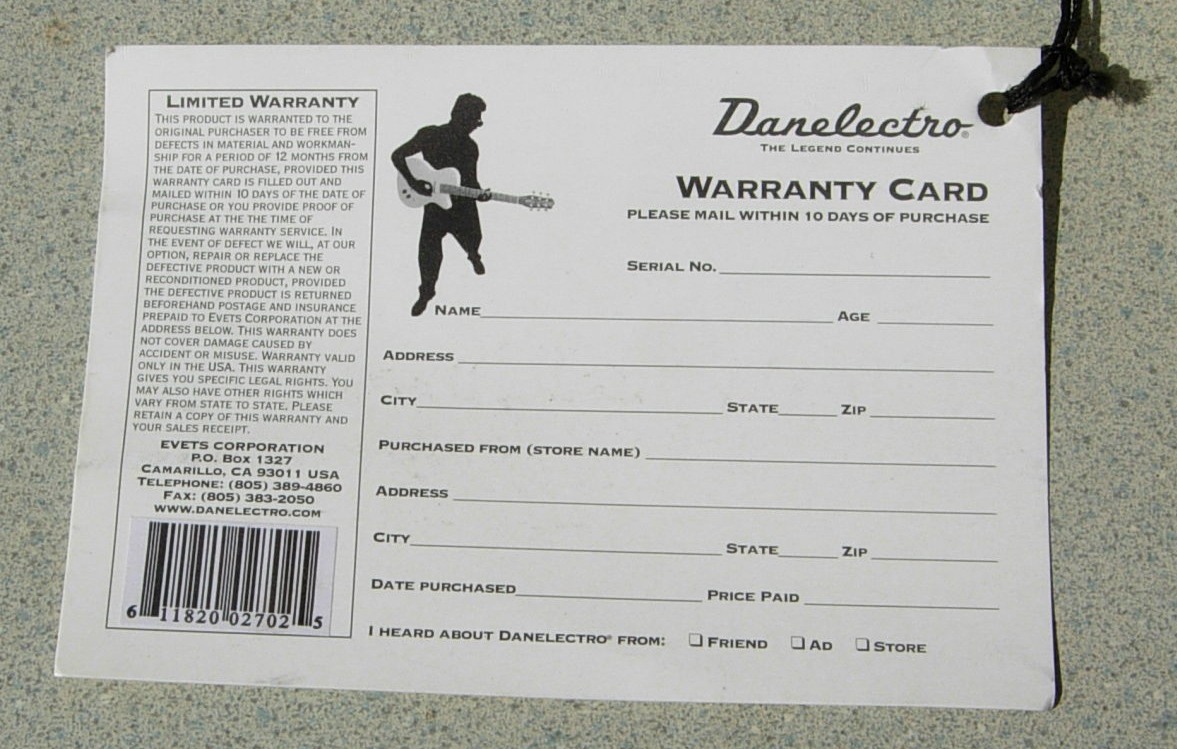 LIMITED WARRANTY
THIS PRODUCT IS WARRANTED TO THE
ORIGINAL PURCHASER TO BE FREE FROM
DEFECTS IN MATERIAL AND WORKMAN-
SHIP FOR A PERIOD OF 12 MONTHS FROM
THE DATE OF PURCHASE, PROVIDED THIS
WARRANTY CARD IS FILLED OUT AND
MAILED WITHIN 10 DAYS OF THE DATE OF
PURCHASE OR YOU PROVIDE PROOF OF
PURCHASE AT THE THE TIME OF
REQUESTING WARRANTY SERVICE. IN
THE EVENT OF DEFECT WE WILL, AT OUR
OPTION, REPAIR OR REPLACE THE
DEFECTIVE PRODUCT WITH A NEW OR
RECONDITIONED PRODUCT, PROVIDED
THE DEFECTIVE PRODUCT IS RETURNED
BEFOREHAND POSTAGE AND INSURANCE
PREPAID TO EVETS CORPORATION AT THE
ADDRESS BELOW. THIS WARRANTY DOES
NOT COVER DAMAGE CAUSED BY
ACCIDENT OR MISUSE. WARRANTY VALID
ONLY IN THE USA. THIS WARRANTY
GIVES YOU SPECIFIC LEGAL RIGHTS. YOU
MAY ALSO HAVE OTHER RIGHTS WHICH
VARY FROM STATE TO STATE. PLEASE
RETAIN A COPY OF THIS WARRANTY AND
YOUR SALES RECEIPT.
EVETS CORPORATION
P.O. BOX 1327
CAMARILLO, CA 93011 USA
TELEPHONE: (805) 389-4860
FAX: (805) 383-2050
WWW.DANELECTRO.COM
6 11820 02702 5
Danelectro®
THE LEGEND CONTINUES
WARRANTY CARD
PLEASE MAIL WITHIN 10 DAYS OF PURCHASE
SERIAL NO.
NAME AGE
ADDRESS
CITY STATE ZIP
PURCHASED FROM (STORE NAME)
ADDRESS
CITY STATE ZIP
DATE PURCHASED PRICE PAID
I HEARD ABOUT DANELECTRO® FROM: ❑ FRIEND ❑ AD ❑ STORE